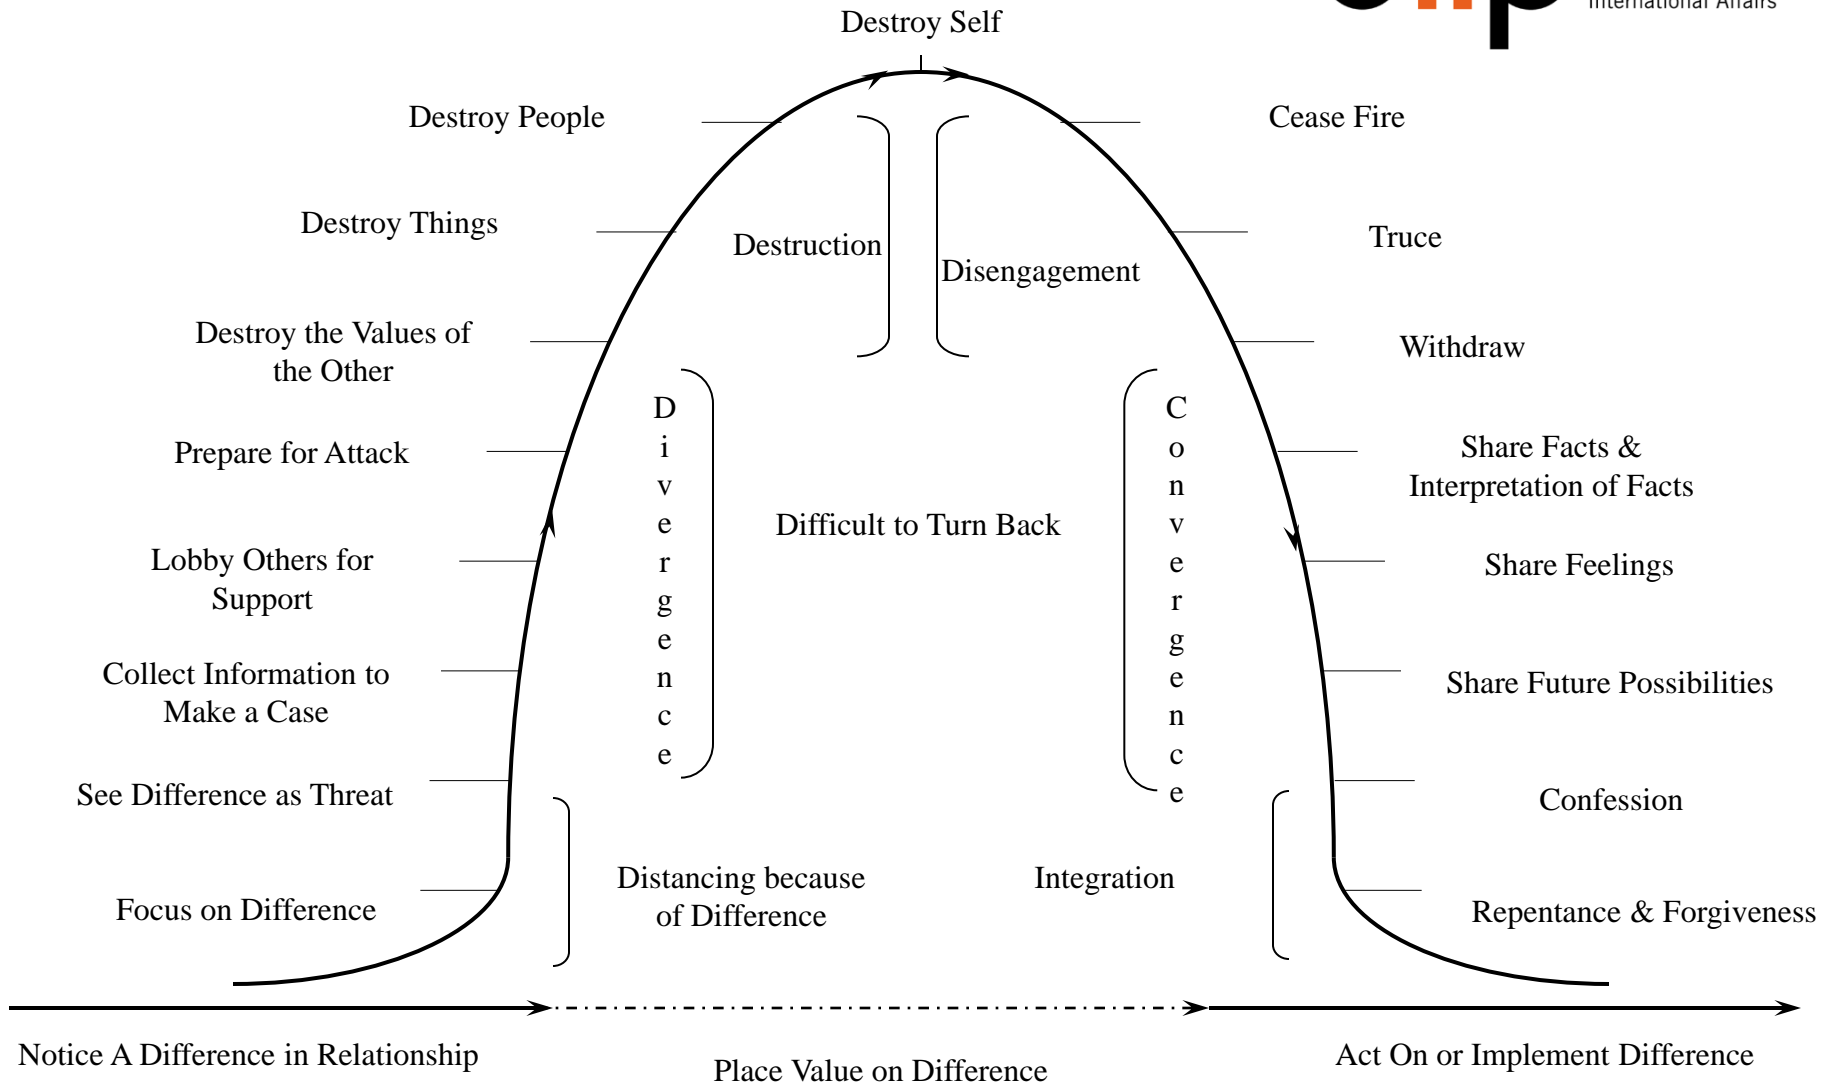 International Affairs
Destroy Self
Destroy People
Destroy Things
Destroy the Values of
the Other
Prepare for Attack
Lobby Others for
Support
Collect Information to
Make a Case
See Difference as Threat
Focus on Difference
Destruction
Disengagement
Divergence
Difficult to Turn Back
Convergence
Distancing because
of Difference
Integration
Cease Fire
Truce
Withdraw
Share Facts &
Interpretation of Facts
Share Feelings
Share Future Possibilities
Confession
Repentance & Forgiveness
Notice A Difference in Relationship
Place Value on Difference
Act On or Implement Difference